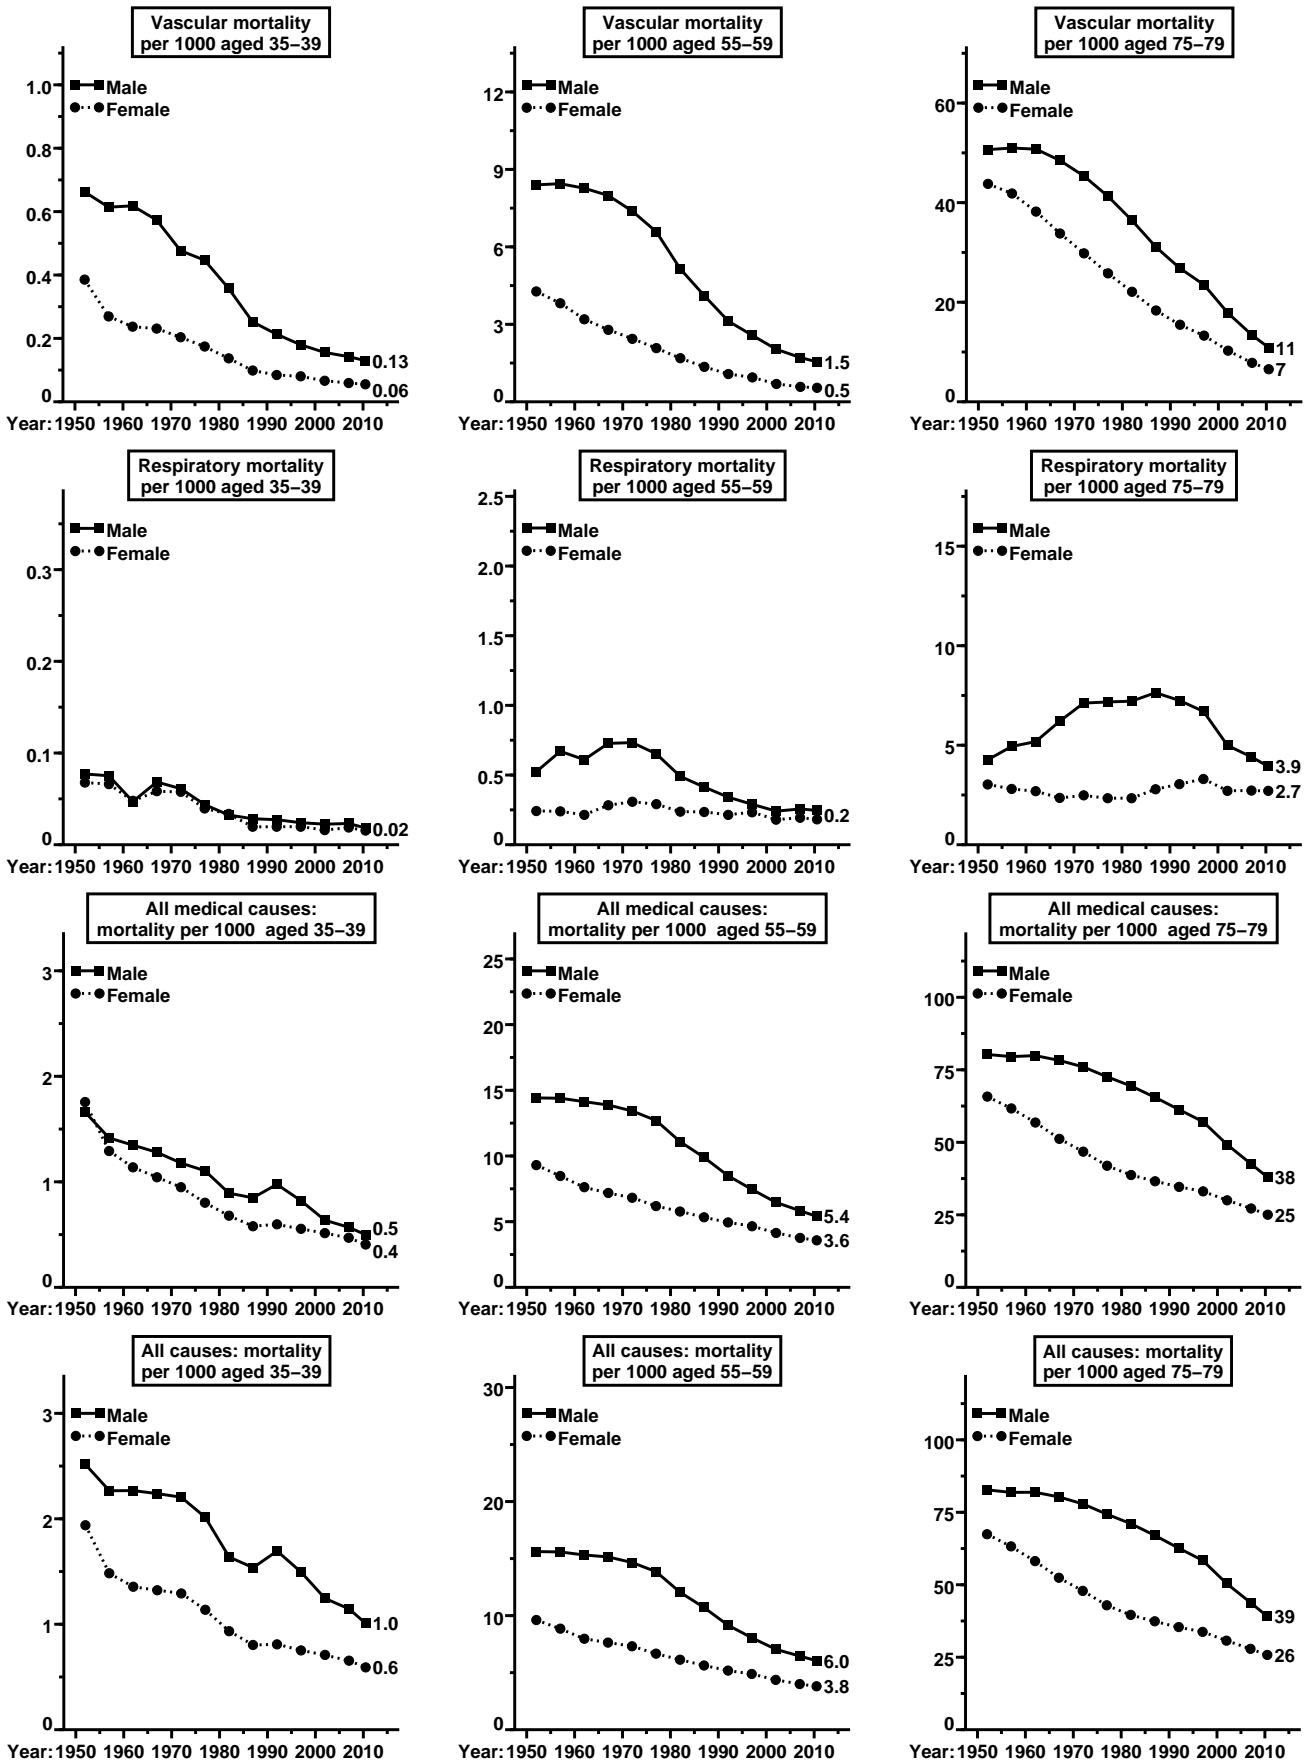 Vascular mortality
per 1000 aged 35–39
1.0
Male
Female
0.8
0.6
0.4
0.2
0
0.13
0.06
Year: 1950 1960 1970 1980 1990 2000 2010
Vascular mortality
per 1000 aged 55–59
12
Male
Female
9
6
3
0
1.5
0.5
Year: 1950 1960 1970 1980 1990 2000 2010
Vascular mortality
per 1000 aged 75–79
60
Male
Female
40
20
0
11
7
Year: 1950 1960 1970 1980 1990 2000 2010
Respiratory mortality
per 1000 aged 35–39
Male
Female
0.3
0.2
0.1
0
0.02
Year: 1950 1960 1970 1980 1990 2000 2010
Respiratory mortality
per 1000 aged 55–59
2.5
Male
Female
2.0
1.5
1.0
0.5
0
0.2
Year: 1950 1960 1970 1980 1990 2000 2010
Respiratory mortality
per 1000 aged 75–79
Male
15
Female
10
5
0
3.9
2.7
Year: 1950 1960 1970 1980 1990 2000 2010
All medical causes:
mortality per 1000 aged 35–39
3
Male
Female
2
1
0
0.5
0.4
Year: 1950 1960 1970 1980 1990 2000 2010
All medical causes:
mortality per 1000 aged 55–59
25
Male
Female
20
15
10
5
0
5.4
3.6
Year: 1950 1960 1970 1980 1990 2000 2010
All medical causes:
mortality per 1000 aged 75–79
Male
Female
100
75
50
25
0
38
25
Year: 1950 1960 1970 1980 1990 2000 2010
All causes: mortality
per 1000 aged 35–39
3
Male
Female
2
1
0
1.0
0.6
Year: 1950 1960 1970 1980 1990 2000 2010
All causes: mortality
per 1000 aged 55–59
30
Male
Female
20
10
0
6.0
3.8
Year: 1950 1960 1970 1980 1990 2000 2010
All causes: mortality
per 1000 aged 75–79
Male
Female
100
75
50
25
0
39
26
Year: 1950 1960 1970 1980 1990 2000 2010